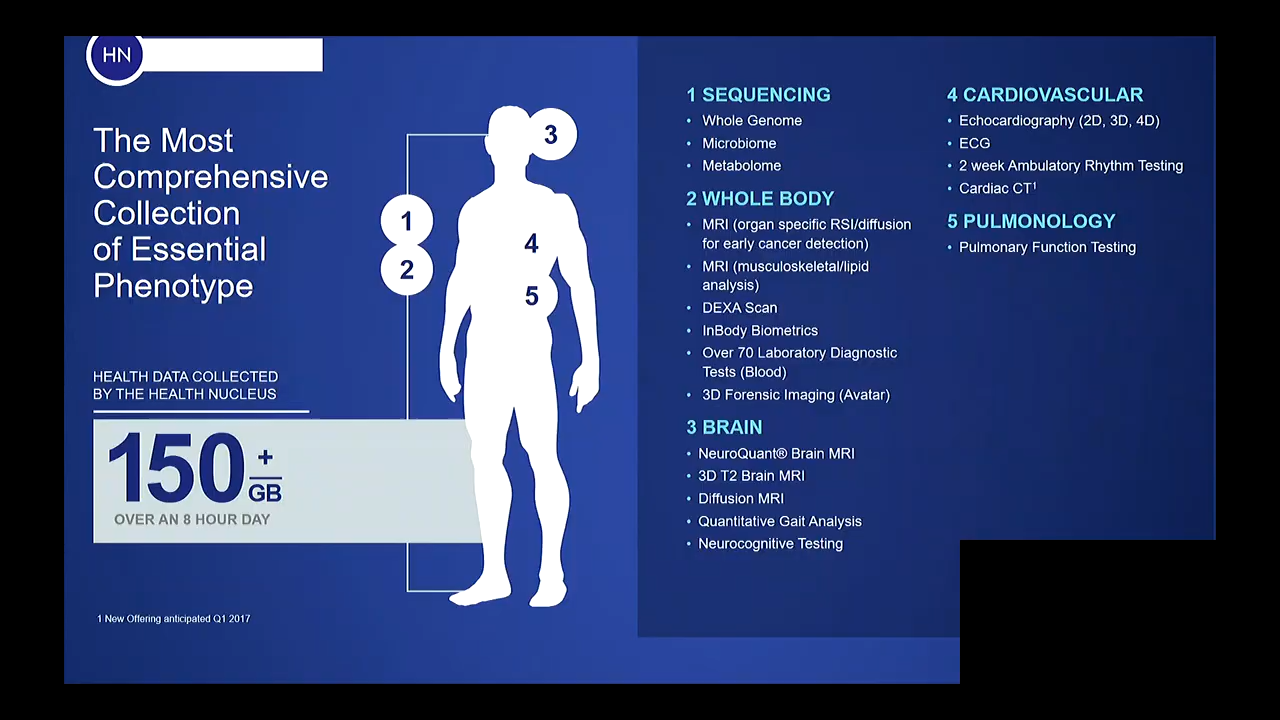 HN
The Most
Comprehensive
Collection
of Essential
Phenotype
HEALTH DATA COLLECTED
BY THE HEALTH NUCLEUS
150+
GB
OVER AN 8 HOUR DAY
1 New Offering anticipated Q1 2017
3
1
2
4
5
1 SEQUENCING
• Whole Genome
• Microbiome
• Metabolome
2 WHOLE BODY
• MRI (organ specific RSI/diffusion
for early cancer detection)
• MRI (musculoskeletal/lipid
analysis)
• DEXA Scan
• InBody Biometrics
• Over 70 Laboratory Diagnostic
Tests (Blood)
• 3D Forensic Imaging (Avatar)
3 BRAIN
• NeuroQuant® Brain MRI
• 3D T2 Brain MRI
• Diffusion MRI
• Quantitative Gait Analysis
• Neurocognitive Testing
4 CARDIOVASCULAR
• Echocardiography (2D, 3D, 4D)
• ECG
• 2 week Ambulatory Rhythm Testing
• Cardiac CT¹
5 PULMONOLOGY
• Pulmonary Function Testing